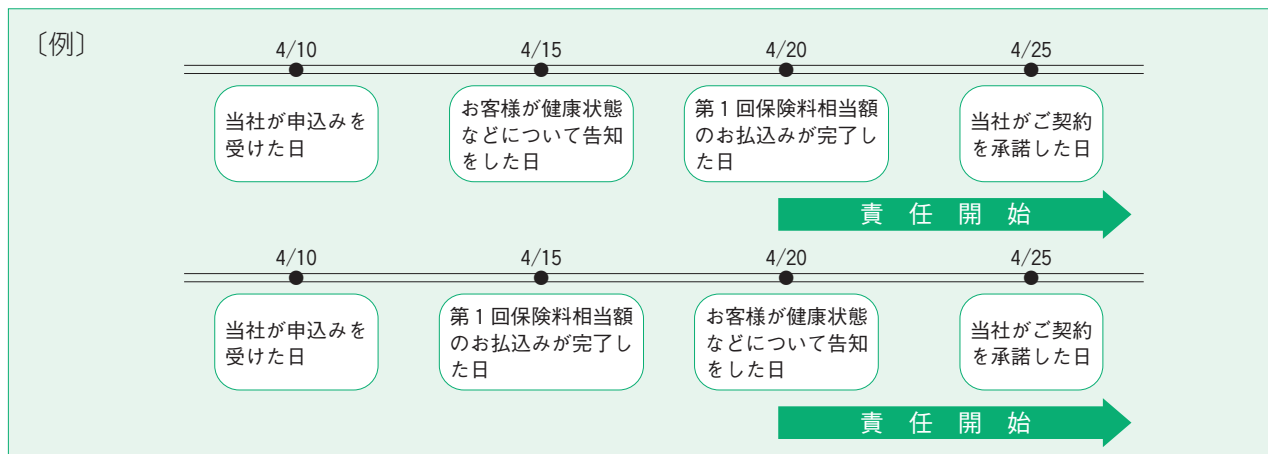 〔例〕
4/10 4/15 4/20 4/25
当社が申込みを
受けた日
お客様が健康状態
などについて告知
をした日
第1回保険料相当額
のお払込みが完了し
た日
当社がご契約
を承諾した日
責任開始
4/10 4/15 4/20 4/25
当社が申込みを
受けた日
第1回保険料相当額
のお払込みが完了し
た日
お客様が健康状態
などについて告知
をした日
当社がご契約
を承諾した日
責任開始